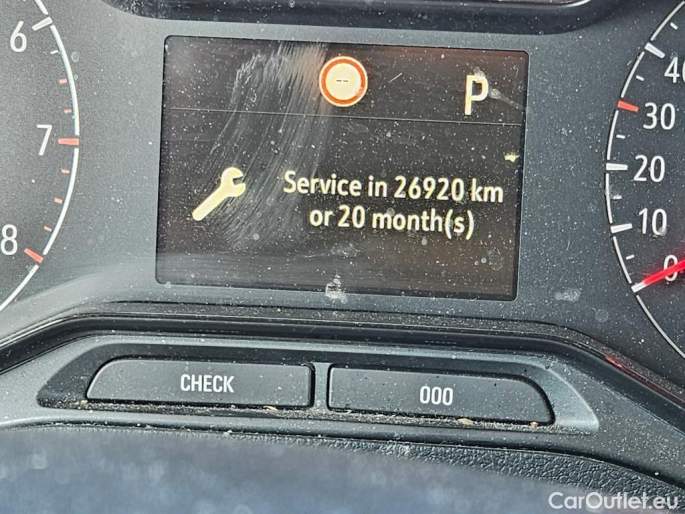 6
7
8
--
P
Service in 26920 km
or 20 month(s)
40
30
20
10
0
CHECK
000
CarOutlet.eu